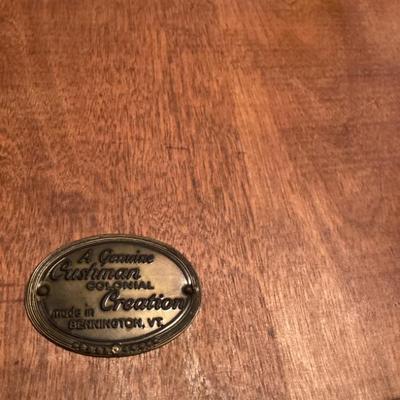 A Genuine
Cushman
COLONIAL
Creation
made in
BENNINGTON, VT.